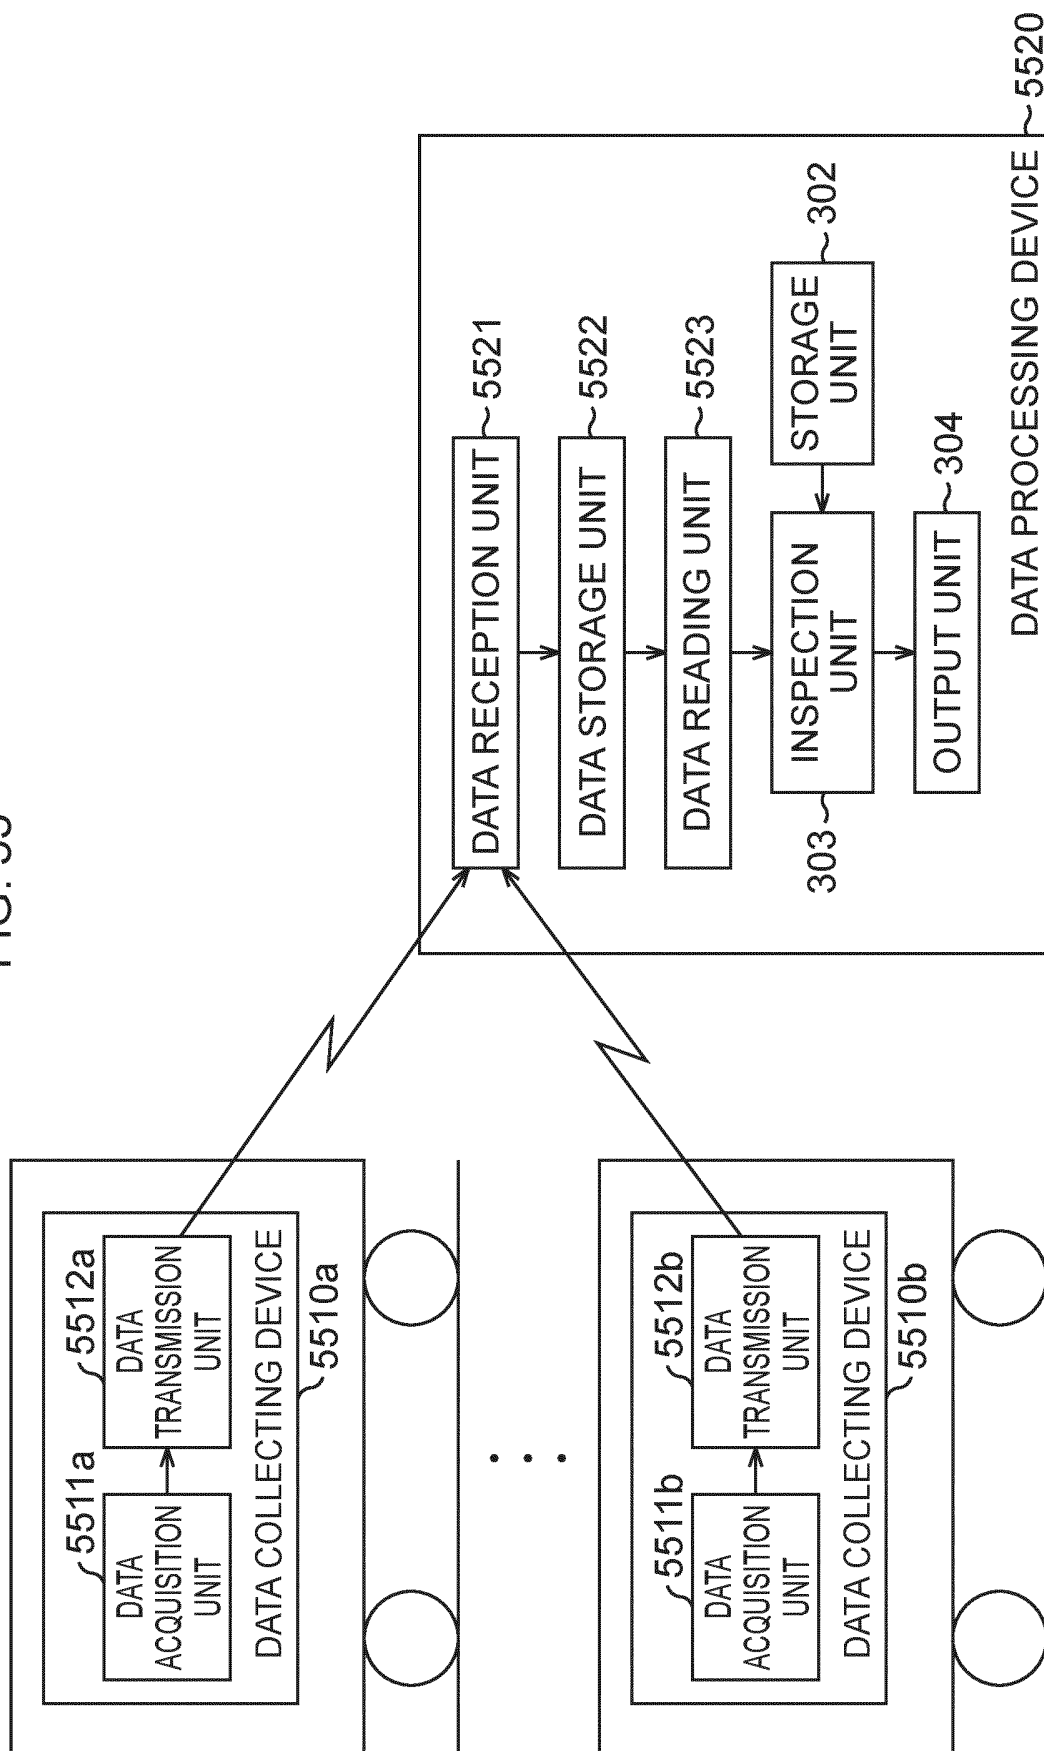 FIG. 55
5511a
5512a
DATA
ACQUISITION
UNIT
DATA
TRANSMISSION
UNIT
DATA COLLECTING DEVICE
5510a
5511b
5512b
DATA
ACQUISITION
UNIT
DATA
TRANSMISSION
UNIT
DATA COLLECTING DEVICE
5510b
DATA RECEPTION UNIT
5521
DATA STORAGE UNIT
5522
DATA READING UNIT
5523
303
INSPECTION
UNIT
STORAGE
UNIT
302
OUTPUT UNIT
304
DATA PROCESSING DEVICE
5520